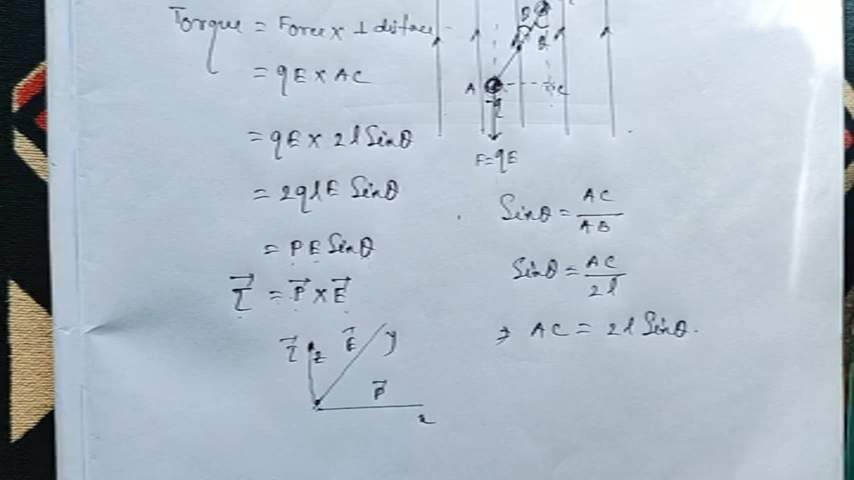 Torque = Force × ⊥ distace
= qE × AC
= qE × 2l Sinθ
= 2qlE Sinθ
= PE Sinθ
τ⃗ = P⃗ × E⃗
τ⃗ z E⃗ y
P⃗
x
B
θ
A C
-q
F=qE
Sinθ = AC/AB
Sinθ = AC/2l
⇒ AC = 2l Sinθ.